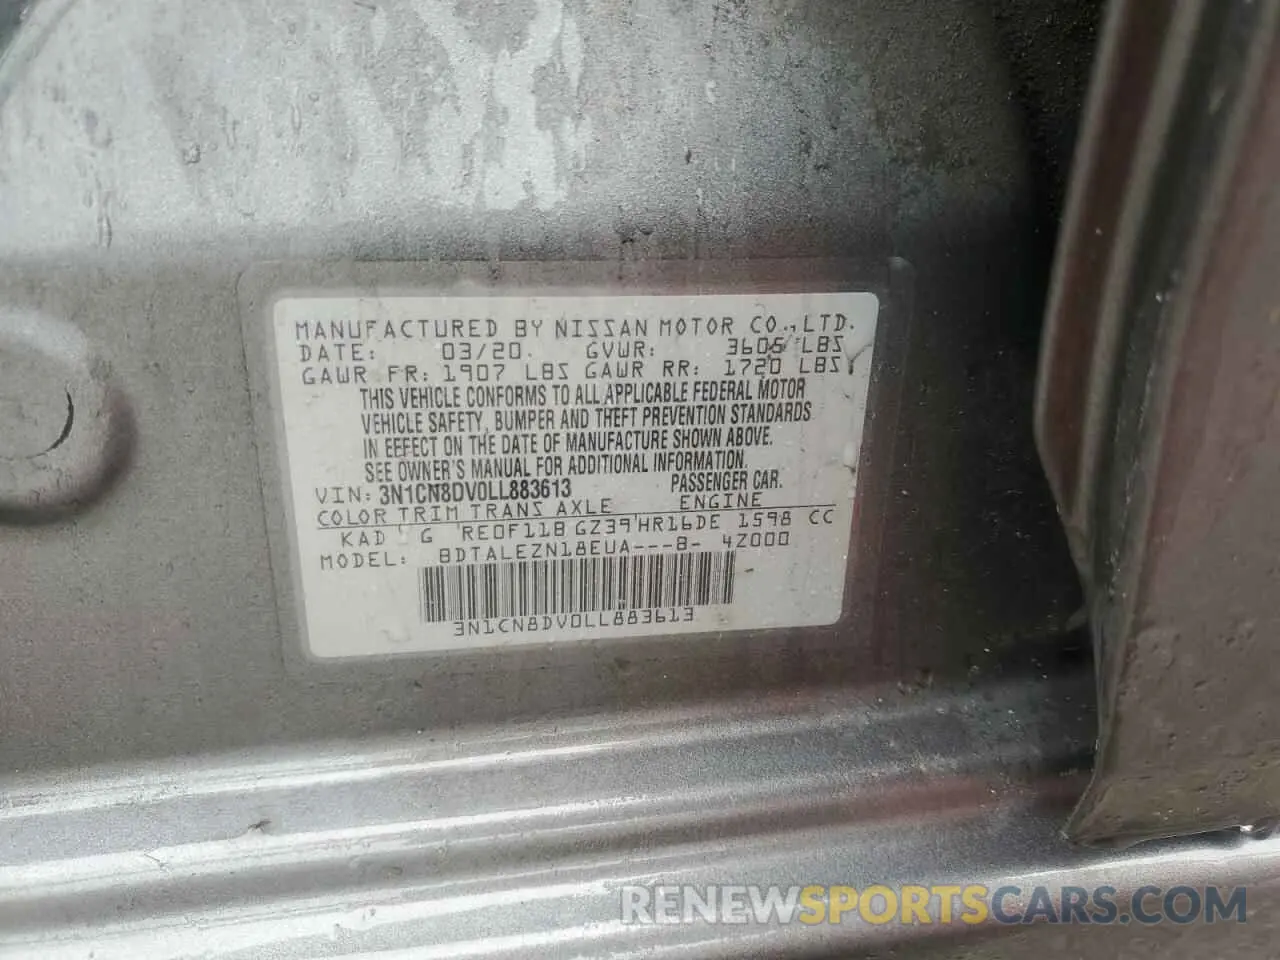 MANUFACTURED BY NISSAN MOTOR CO., LTD.
DATE: 03/20 GVWR: 3605 LBS
GAWR FR: 1907 LBS GAWR RR: 1720 LBS
THIS VEHICLE CONFORMS TO ALL APPLICABLE FEDERAL MOTOR
VEHICLE SAFETY, BUMPER AND THEFT PREVENTION STANDARDS
IN EFFECT ON THE DATE OF MANUFACTURE SHOWN ABOVE.
SEE OWNER'S MANUAL FOR ADDITIONAL INFORMATION.
VIN: 3N1CN8DV0LL883613 PASSENGER CAR.
COLOR TRIM TRANS AXLE ENGINE
KAD G RE0F11B GZ39 HR16DE 1598 CC
MODEL: BDTALEZN18EUA---B- 4Z000
3N1CN8DV0LL883613
RENEWSPORTSCARS.COM